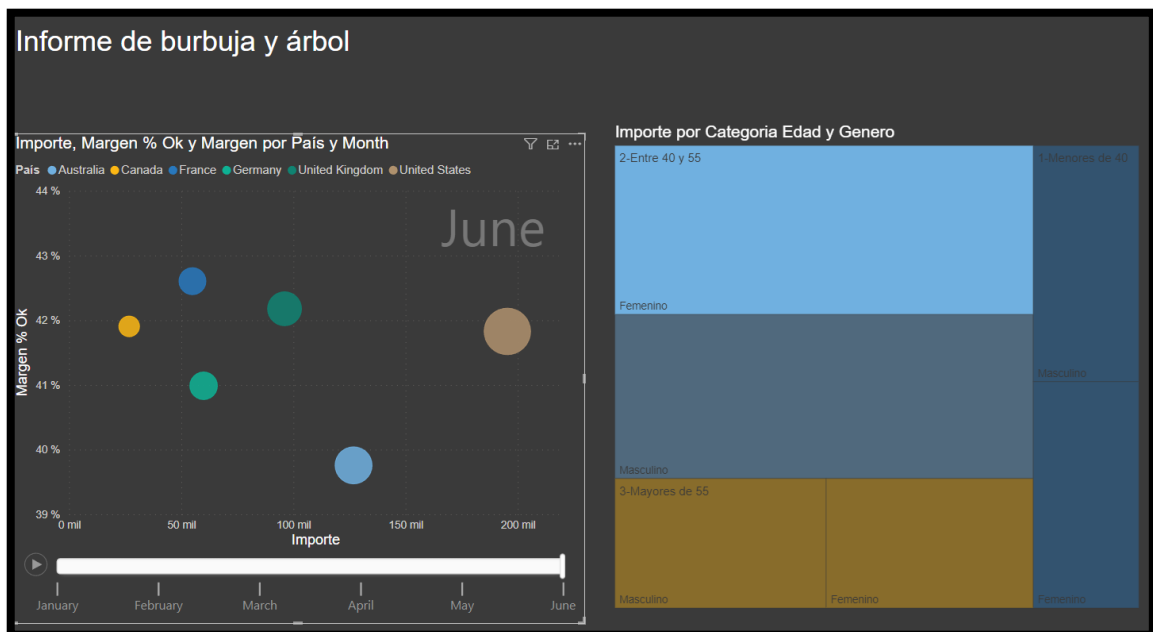 Informe de burbuja y árbol
Importe, Margen % Ok y Margen por País y Month
País Australia Canada France Germany United Kingdom United States
44 %
43 %
42 %
41 %
40 %
39 %
Margen % Ok
June
0 mil 50 mil 100 mil 150 mil 200 mil
Importe
January February March April May June
Importe por Categoria Edad y Genero
2-Entre 40 y 55
Femenino
Masculino
3-Mayores de 55
Masculino
Femenino
1-Menores de 40
Masculino
Femenino